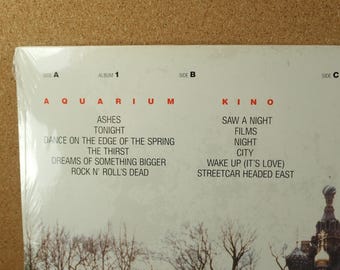 SIDE A ALBUM 1 SIDE B SIDE C
AQUARIUM KINO
ASHES
TONIGHT
DANCE ON THE EDGE OF THE SPRING
THE THIRST
DREAMS OF SOMETHING BIGGER
ROCK N' ROLL'S DEAD
SAW A NIGHT
FILMS
NIGHT
CITY
WAKE UP (IT'S LOVE)
STREETCAR HEADED EAST